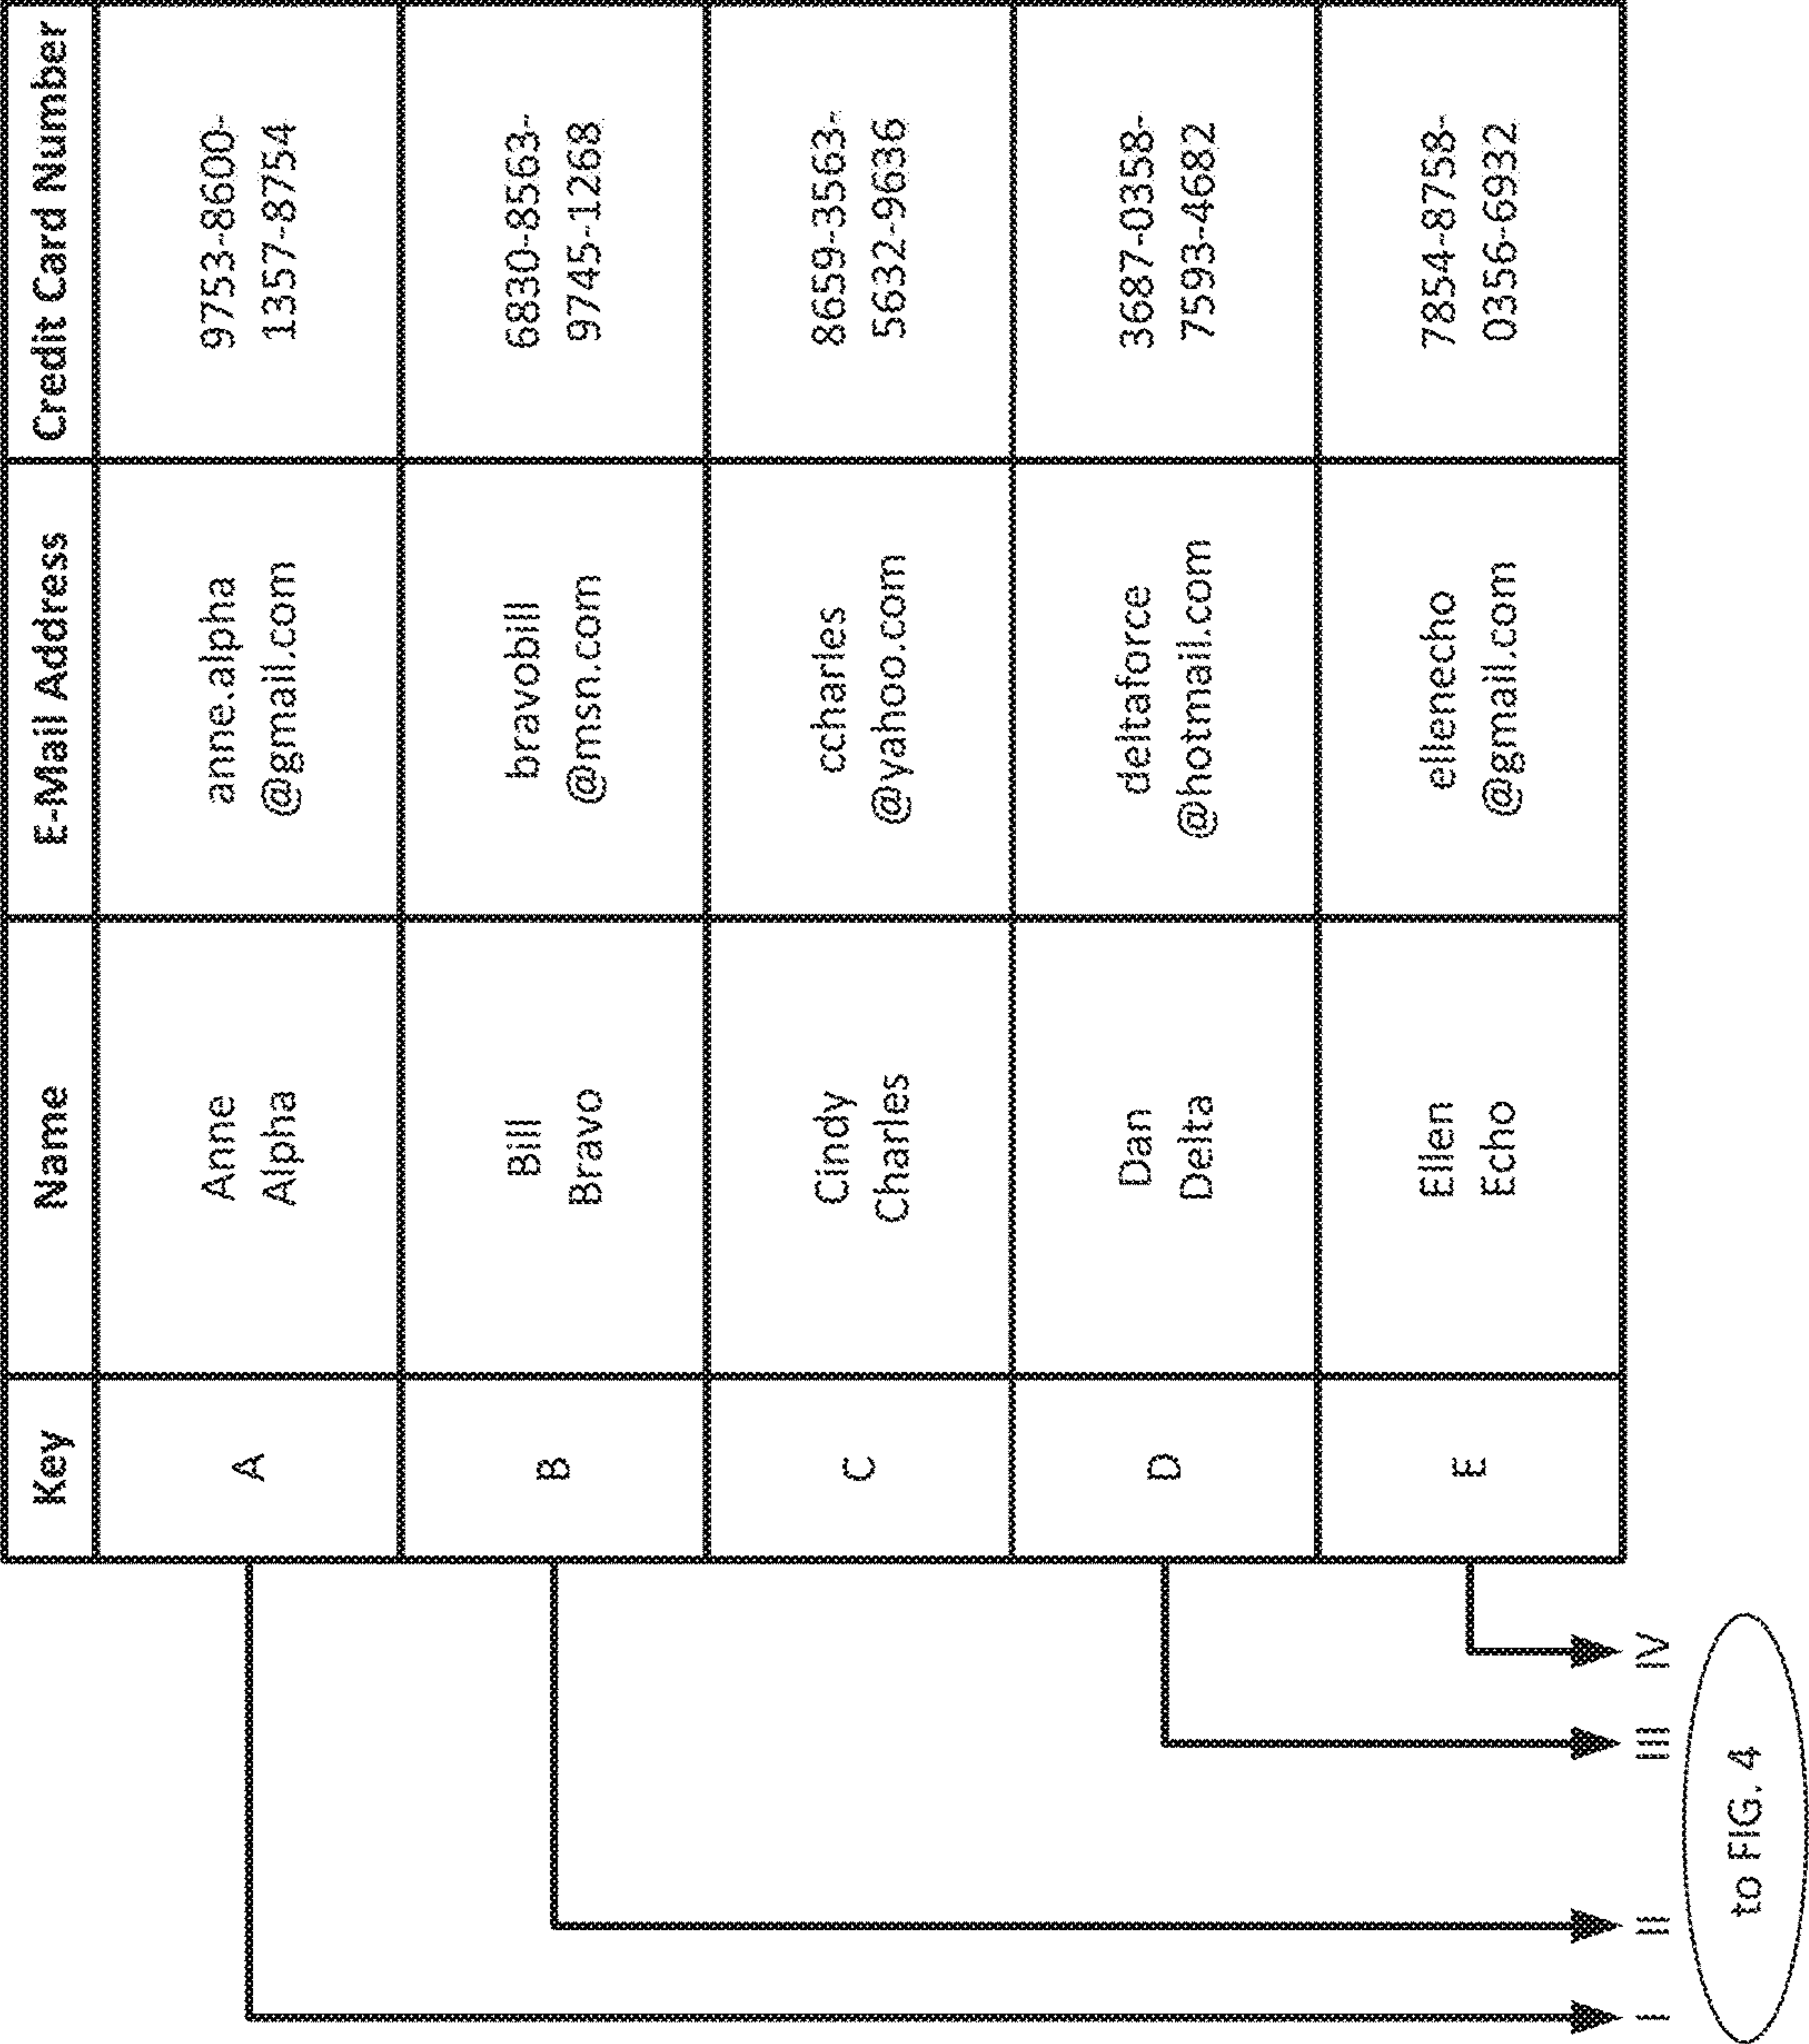 Key
Name
E-Mail Address
Credit Card Number
A
Anne
Alpha
anne.alpha
@gmail.com
9753-8600-
1357-8754
B
Bill
Bravo
bravobill
@msn.com
6830-8563-
9745-1268
C
Cindy
Charles
ccharles
@yahoo.com
8659-3563-
5632-9636
D
Dan
Delta
deltaforce
@hotmail.com
3687-0358-
7593-4682
E
Ellen
Echo
ellenecho
@gmail.com
7854-8758-
0356-6932
I
II
III
IV
to FIG. 4